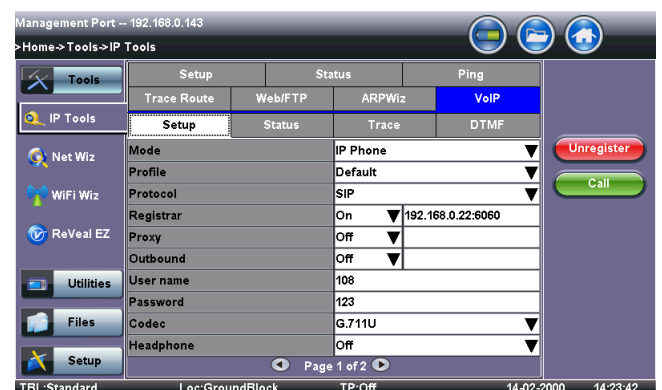 Management Port -- 192.168.0.143
>Home->Tools->IP Tools
Tools
IP Tools
Net Wiz
WiFi Wiz
ReVeal EZ
Utilities
Files
Setup
Setup Status Ping
Trace Route Web/FTP ARPWiz VoIP
Setup Status Trace DTMF
Mode IP Phone
Profile Default
Protocol SIP
Registrar On 192.168.0.22:6060
Proxy Off
Outbound Off
User name 108
Password 123
Codec G.711U
Headphone Off
Page 1 of 2
Unregister
Call
TBL:Standard Loc:GroundBlock TP:Off 14-02-2000 14:23:42